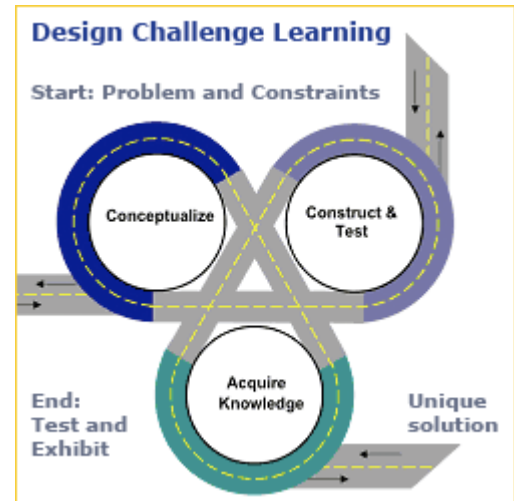 Design Challenge Learning
Start: Problem and Constraints
Conceptualize
Construct &
Test
Acquire
Knowledge
End:
Test and
Exhibit
Unique
solution